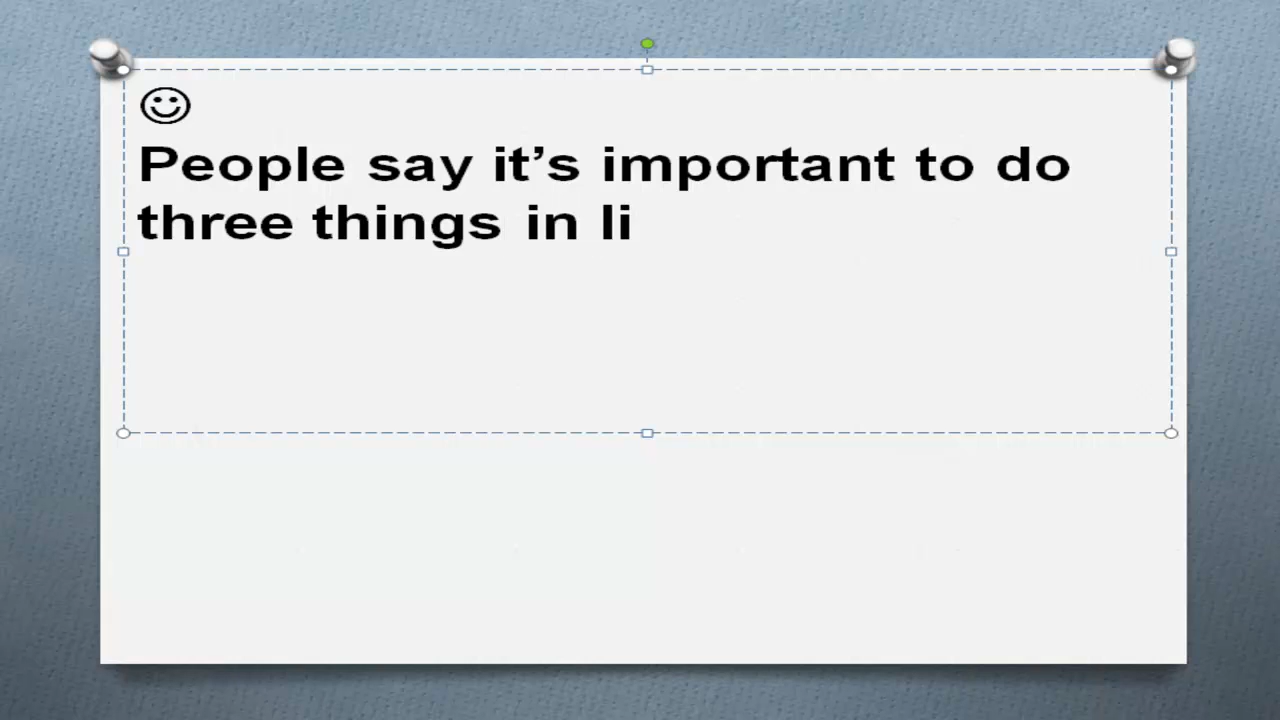 ☺
People say it’s important to do
three things in li